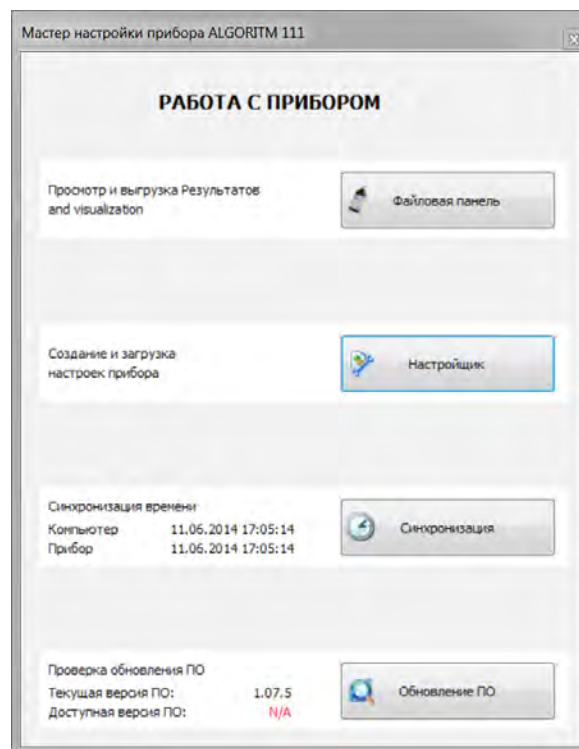 Мастер настройки прибора ALGORITM 111
РАБОТА С ПРИБОРОМ
Просмотр и выгрузка Результатов
and visualization
Файловая панель
Создание и загрузка
настроек прибора
Настройщик
Синхронизация времени
Компьютер 11.06.2014 17:05:14
Прибор 11.06.2014 17:05:14
Синхронизация
Проверка обновления ПО
Текущая версия ПО: 1.07.5
Доступная версия ПО: N/A
Обновление ПО